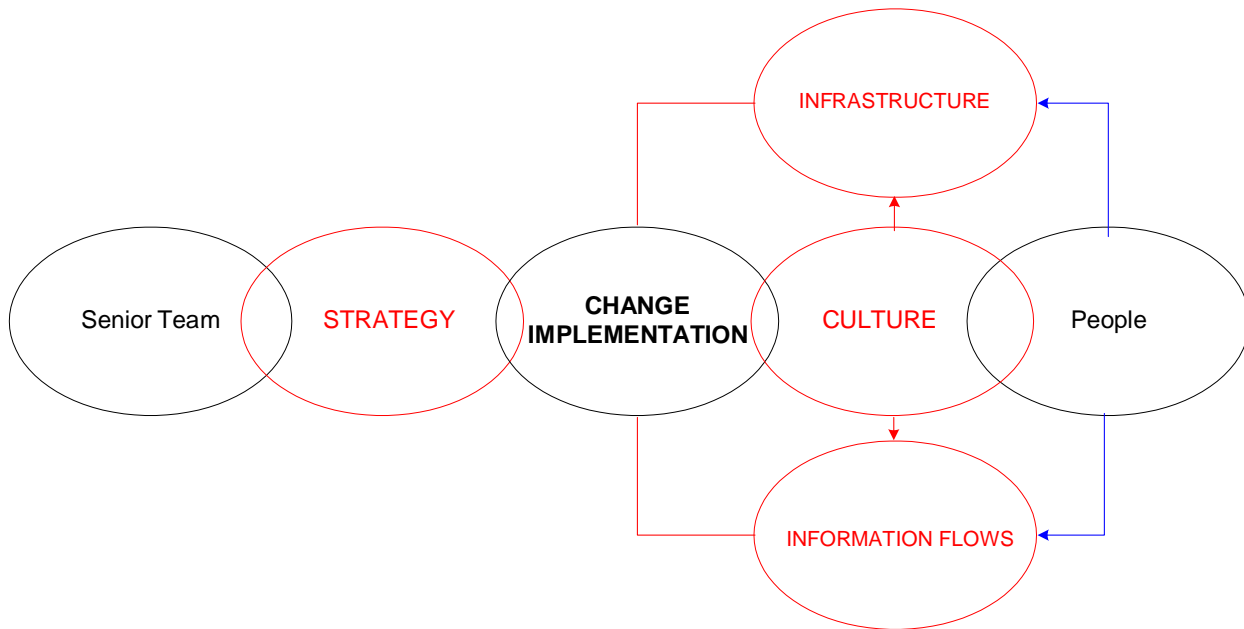 INFRASTRUCTURE
Senior Team
STRATEGY
CHANGE
IMPLEMENTATION
CULTURE
People
INFORMATION FLOWS